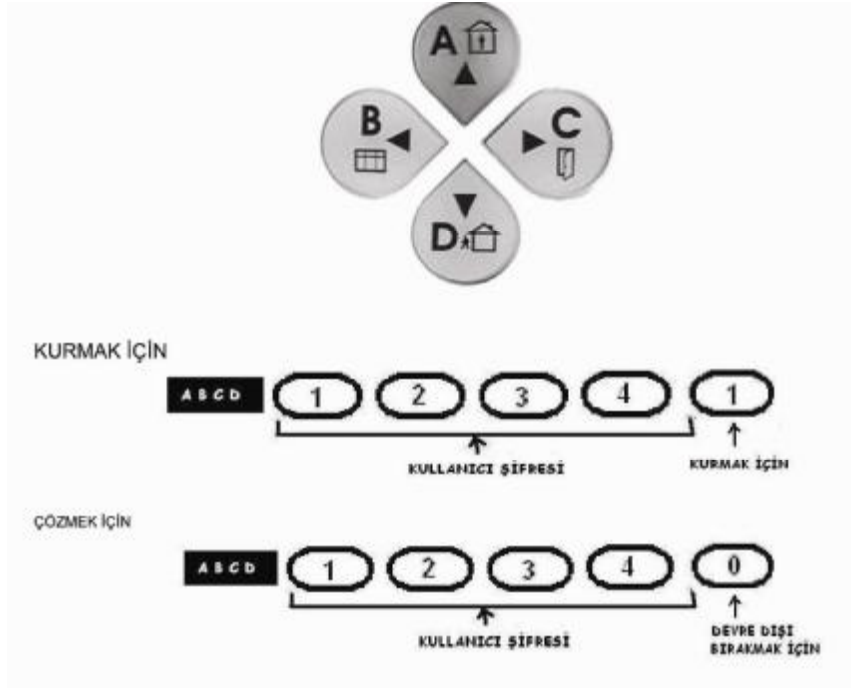 A
B C
D
KURMAK İÇİN
ABCD 1 2 3 4 1
KULLANICI ŞİFRESİ KURMAK İÇİN
ÇÖZMEK İÇİN
ABCD 1 2 3 4 0
KULLANICI ŞİFRESİ DEVRE DIŞI
BIRAKMAK İÇİN